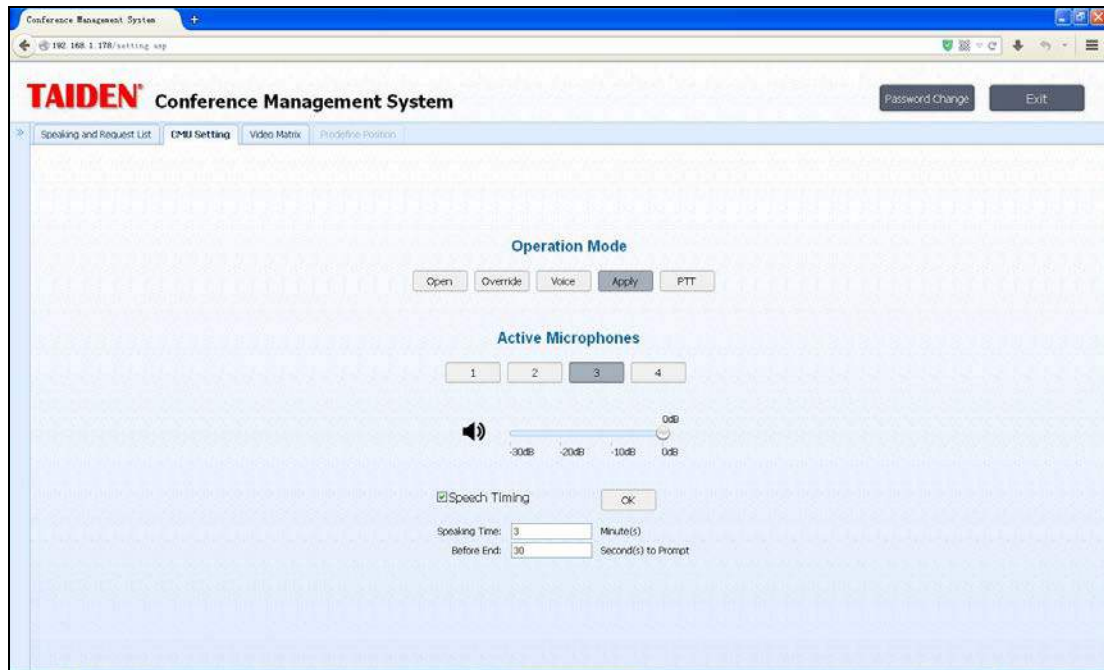 Conference Management System
192.168.1.178/setting.asp
TAIDEN® Conference Management System
Password Change Exit
Speaking and Request List CMU Setting Video Matrix Predefine Position
Operation Mode
Open Override Voice Apply PTT
Active Microphones
1 2 3 4
0dB
-30dB -20dB -10dB 0dB
Speech Timing OK
Speaking Time: 3 Minute(s)
Before End: 30 Second(s) to Prompt